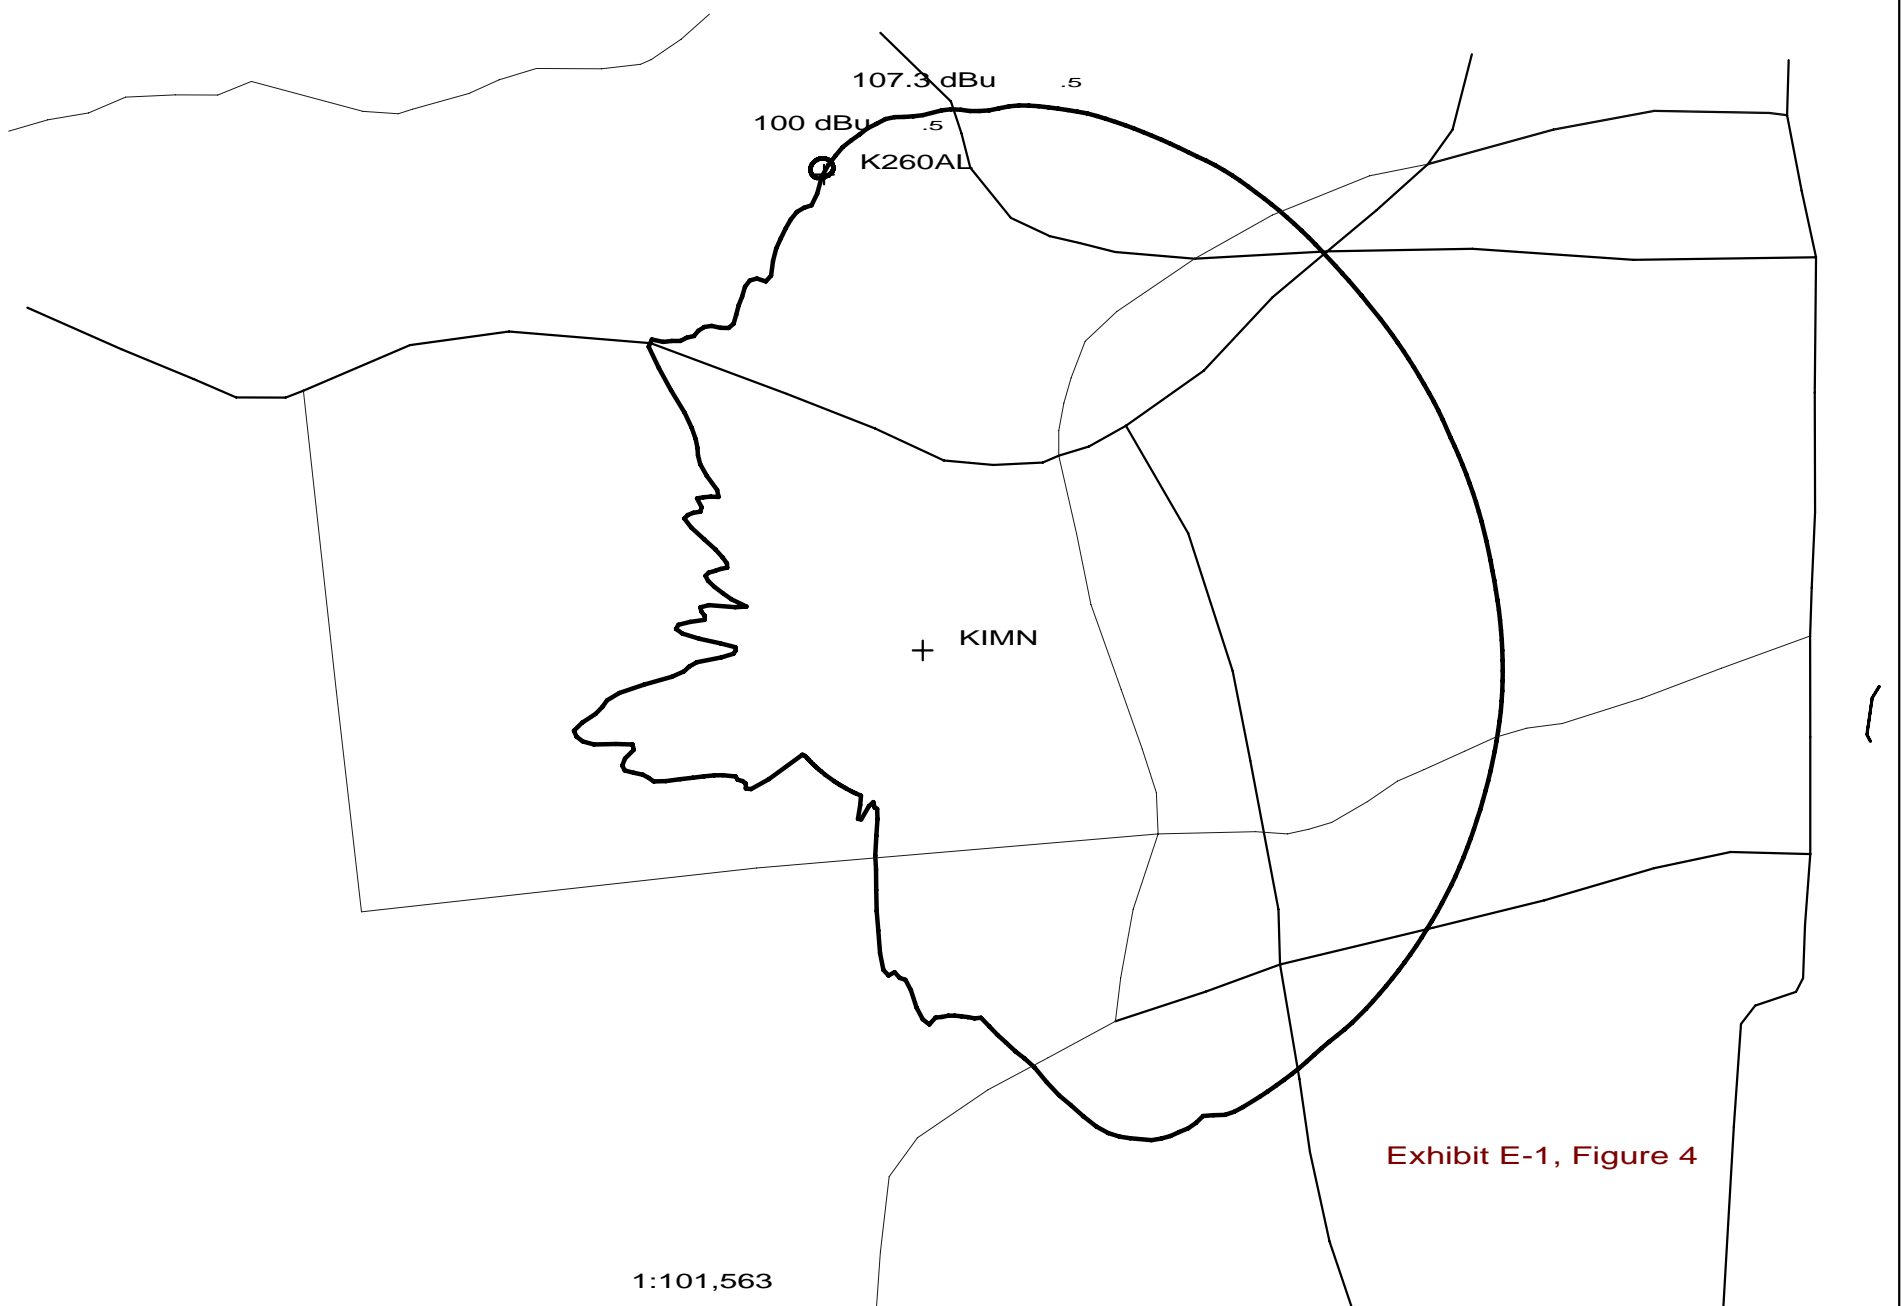 107.3 dBu .5
100 dBu .5
K260AL
KIMN
Exhibit E-1, Figure 4
1:101,563